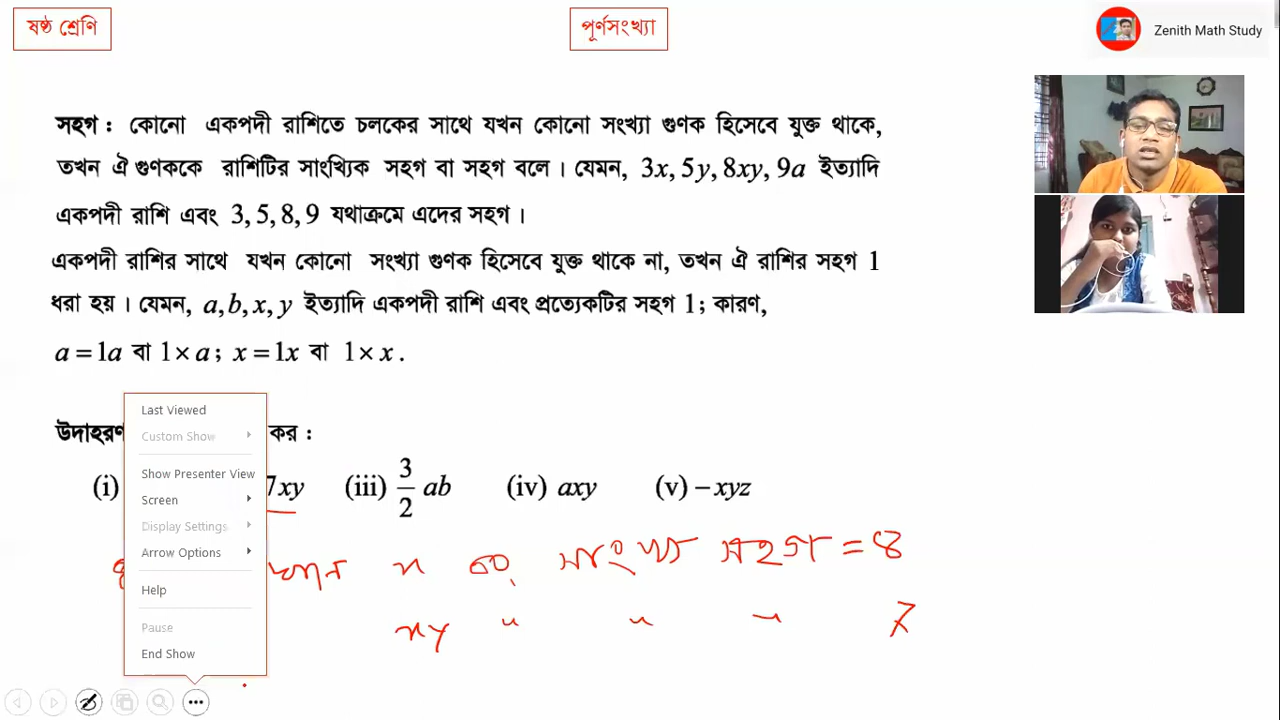 ষষ্ঠ শ্রেণি
পূর্ণসংখ্যা
Zenith Math Study
সহগ : কোনো একপদী রাশিতে চলকের সাথে যখন কোনো সংখ্যা গুণক হিসেবে যুক্ত থাকে,
তখন ঐ গুণককে রাশিটির সাংখ্যিক সহগ বা সহগ বলে । যেমন, 3x, 5y, 8xy, 9a ইত্যাদি
একপদী রাশি এবং 3, 5, 8, 9 যথাক্রমে এদের সহগ ।
একপদী রাশির সাথে যখন কোনো সংখ্যা গুণক হিসেবে যুক্ত থাকে না, তখন ঐ রাশির সহগ 1
ধরা হয় । যেমন, a, b, x, y ইত্যাদি একপদী রাশি এবং প্রত্যেকটির সহগ 1; কারণ,
a = 1a বা 1 × a ; x = 1x বা 1 × x .
উদাহরণ কর :
(i) 7xy (iii) 3/2 ab (iv) axy (v) – xyz
x এর সাংখ্য সহগ = 8
xy " " " 7
Last Viewed
Custom Show
Show Presenter View
Screen
Display Settings
Arrow Options
Help
Pause
End Show